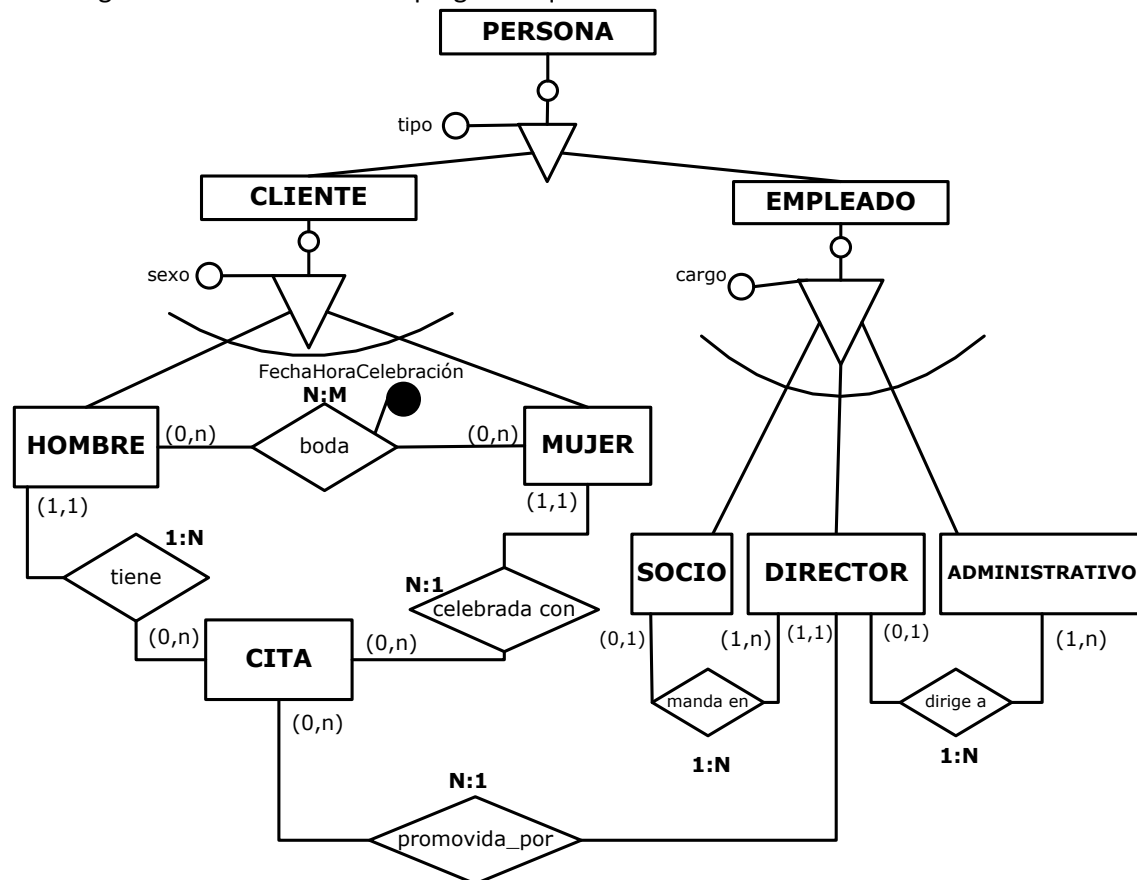 PERSONA
tipo
CLIENTE
EMPLEADO
sexo
cargo
FechaHoraCelebración
N:M
HOMBRE
(0,n)
boda
(0,n)
MUJER
(1,1)
(1,1)
1:N
tiene
N:1
celebrada con
SOCIO
DIRECTOR
ADMINISTRATIVO
(0,n)
CITA
(0,n)
(0,1)
(1,n)
(1,1)
(0,1)
(1,n)
manda en
dirige a
(0,n)
1:N
1:N
N:1
promovida_por